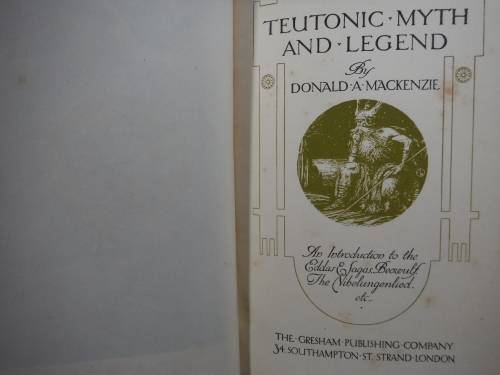 TEUTONIC · MYTH
AND · LEGEND
By
DONALD · A · MACKENZIE
An Introduction to the
Eddas & Sagas, Beowulf,
The Nibelungenlied,
etc.
THE · GRESHAM · PUBLISHING · COMPANY
34 · SOUTHAMPTON · ST. STRAND · LONDON